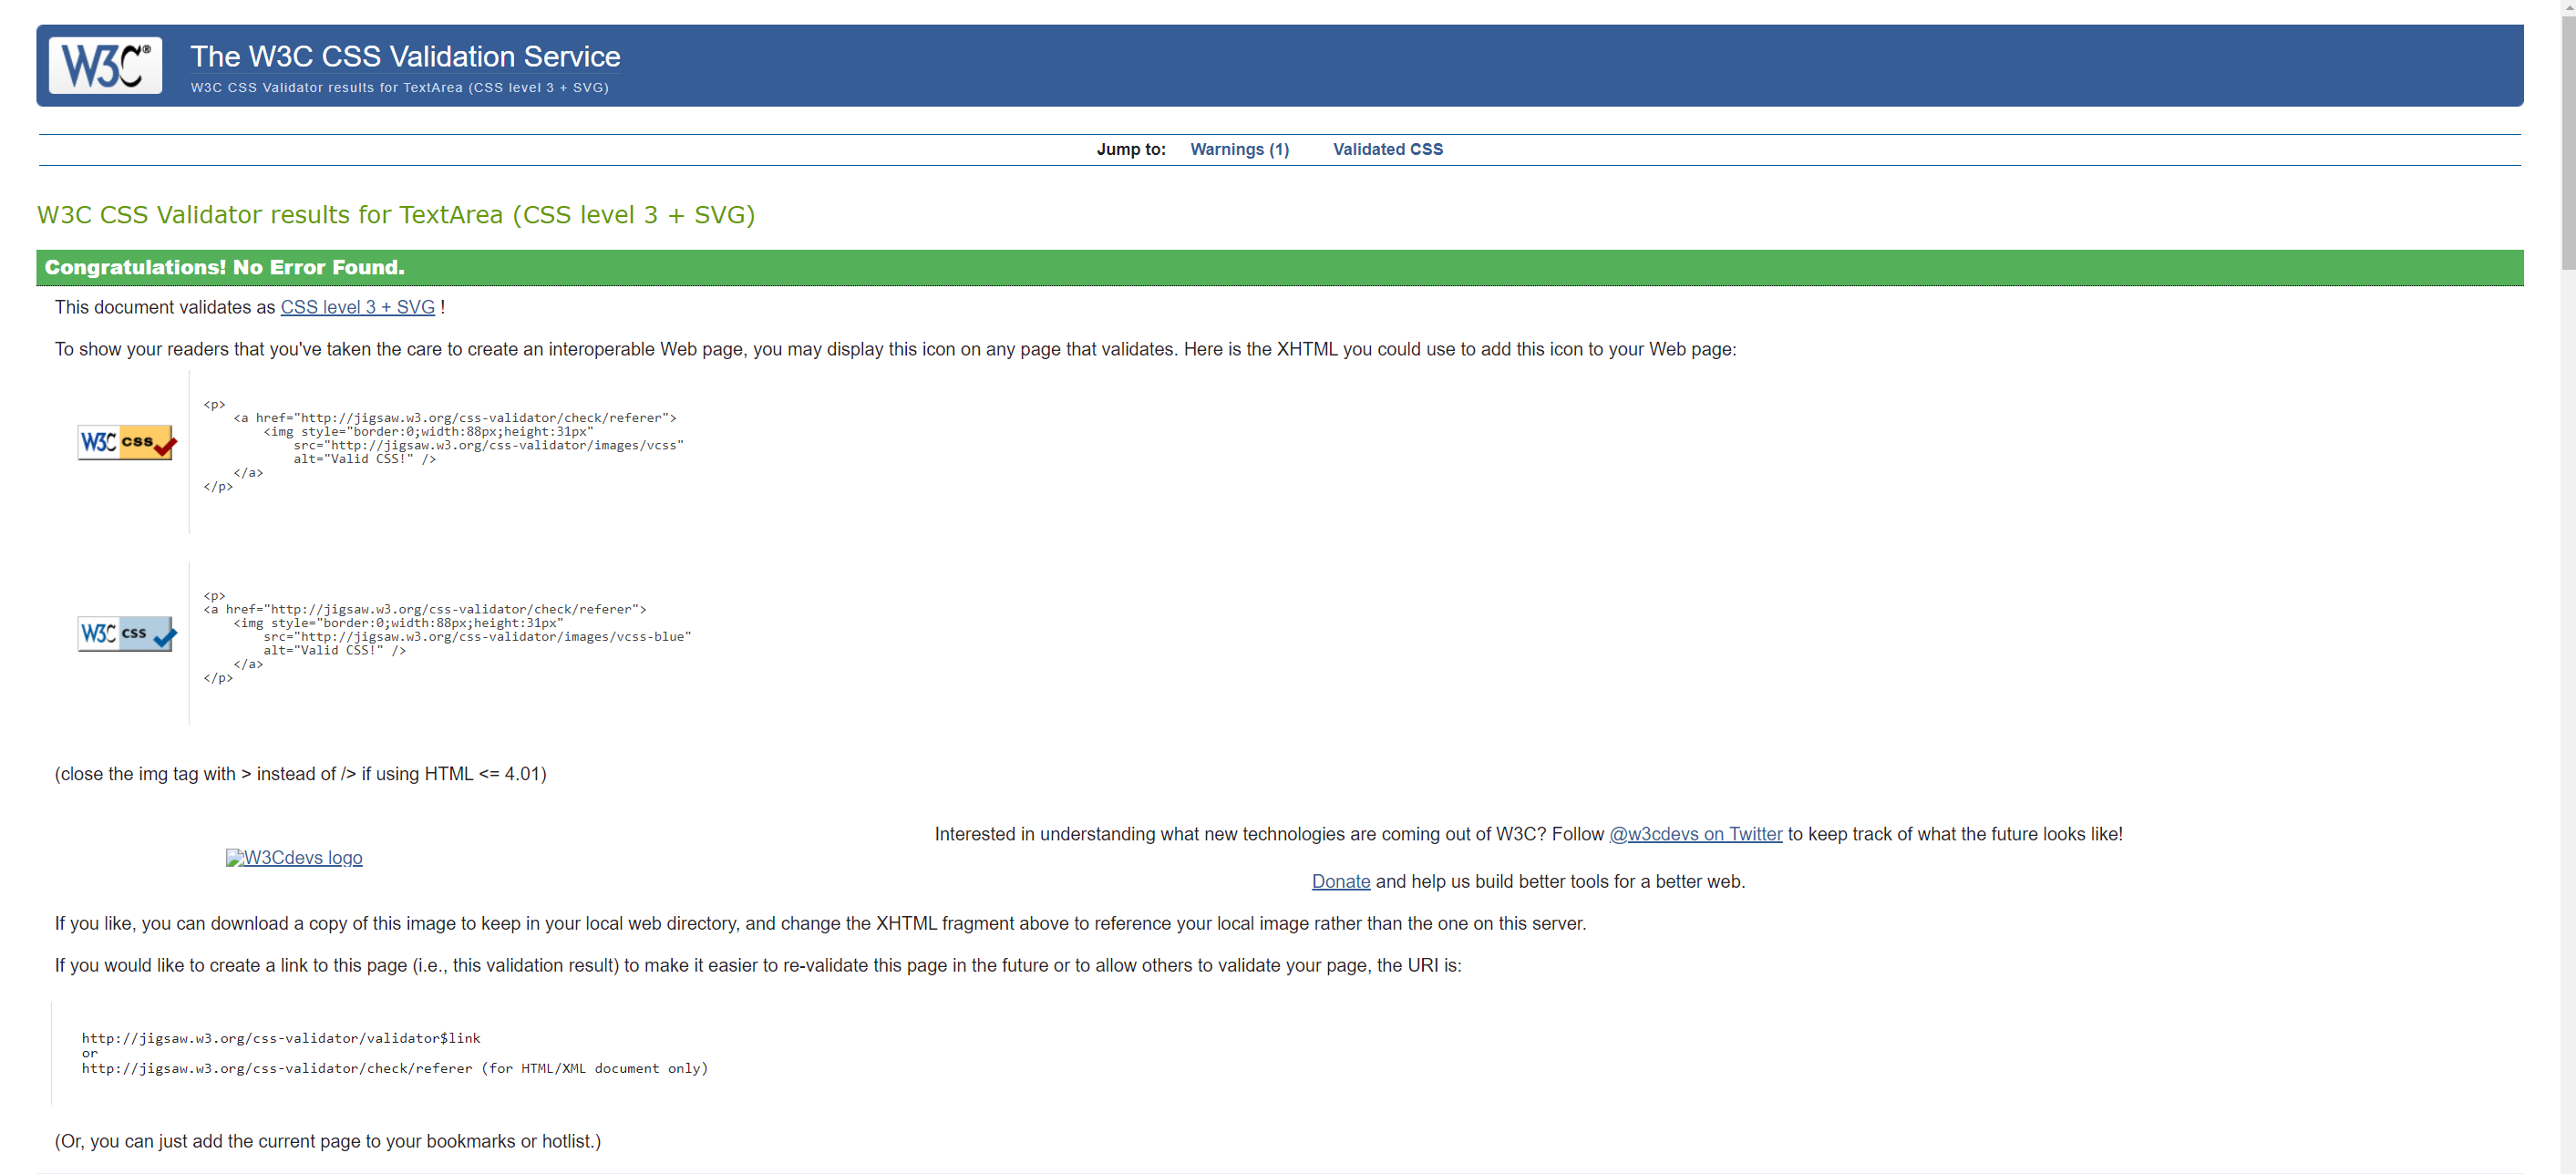 W3C®
The W3C CSS Validation Service
W3C CSS Validator results for TextArea (CSS level 3 + SVG)
Jump to: Warnings (1) Validated CSS
W3C CSS Validator results for TextArea (CSS level 3 + SVG)
Congratulations! No Error Found.
This document validates as CSS level 3 + SVG !
To show your readers that you've taken the care to create an interoperable Web page, you may display this icon on any page that validates. Here is the XHTML you could use to add this icon to your Web page:
W3C css
<p>
    <a href="http://jigsaw.w3.org/css-validator/check/referer">
        <img style="border:0;width:88px;height:31px"
            src="http://jigsaw.w3.org/css-validator/images/vcss"
            alt="Valid CSS!" />
    </a>
</p>
W3C css
<p>
<a href="http://jigsaw.w3.org/css-validator/check/referer">
    <img style="border:0;width:88px;height:31px"
        src="http://jigsaw.w3.org/css-validator/images/vcss-blue"
        alt="Valid CSS!" />
    </a>
</p>
(close the img tag with > instead of /> if using HTML <= 4.01)
Interested in understanding what new technologies are coming out of W3C? Follow @w3cdevs on Twitter to keep track of what the future looks like!
W3Cdevs logo
Donate and help us build better tools for a better web.
If you like, you can download a copy of this image to keep in your local web directory, and change the XHTML fragment above to reference your local image rather than the one on this server.
If you would like to create a link to this page (i.e., this validation result) to make it easier to re-validate this page in the future or to allow others to validate your page, the URI is:
http://jigsaw.w3.org/css-validator/validator$link
or
http://jigsaw.w3.org/css-validator/check/referer (for HTML/XML document only)
(Or, you can just add the current page to your bookmarks or hotlist.)